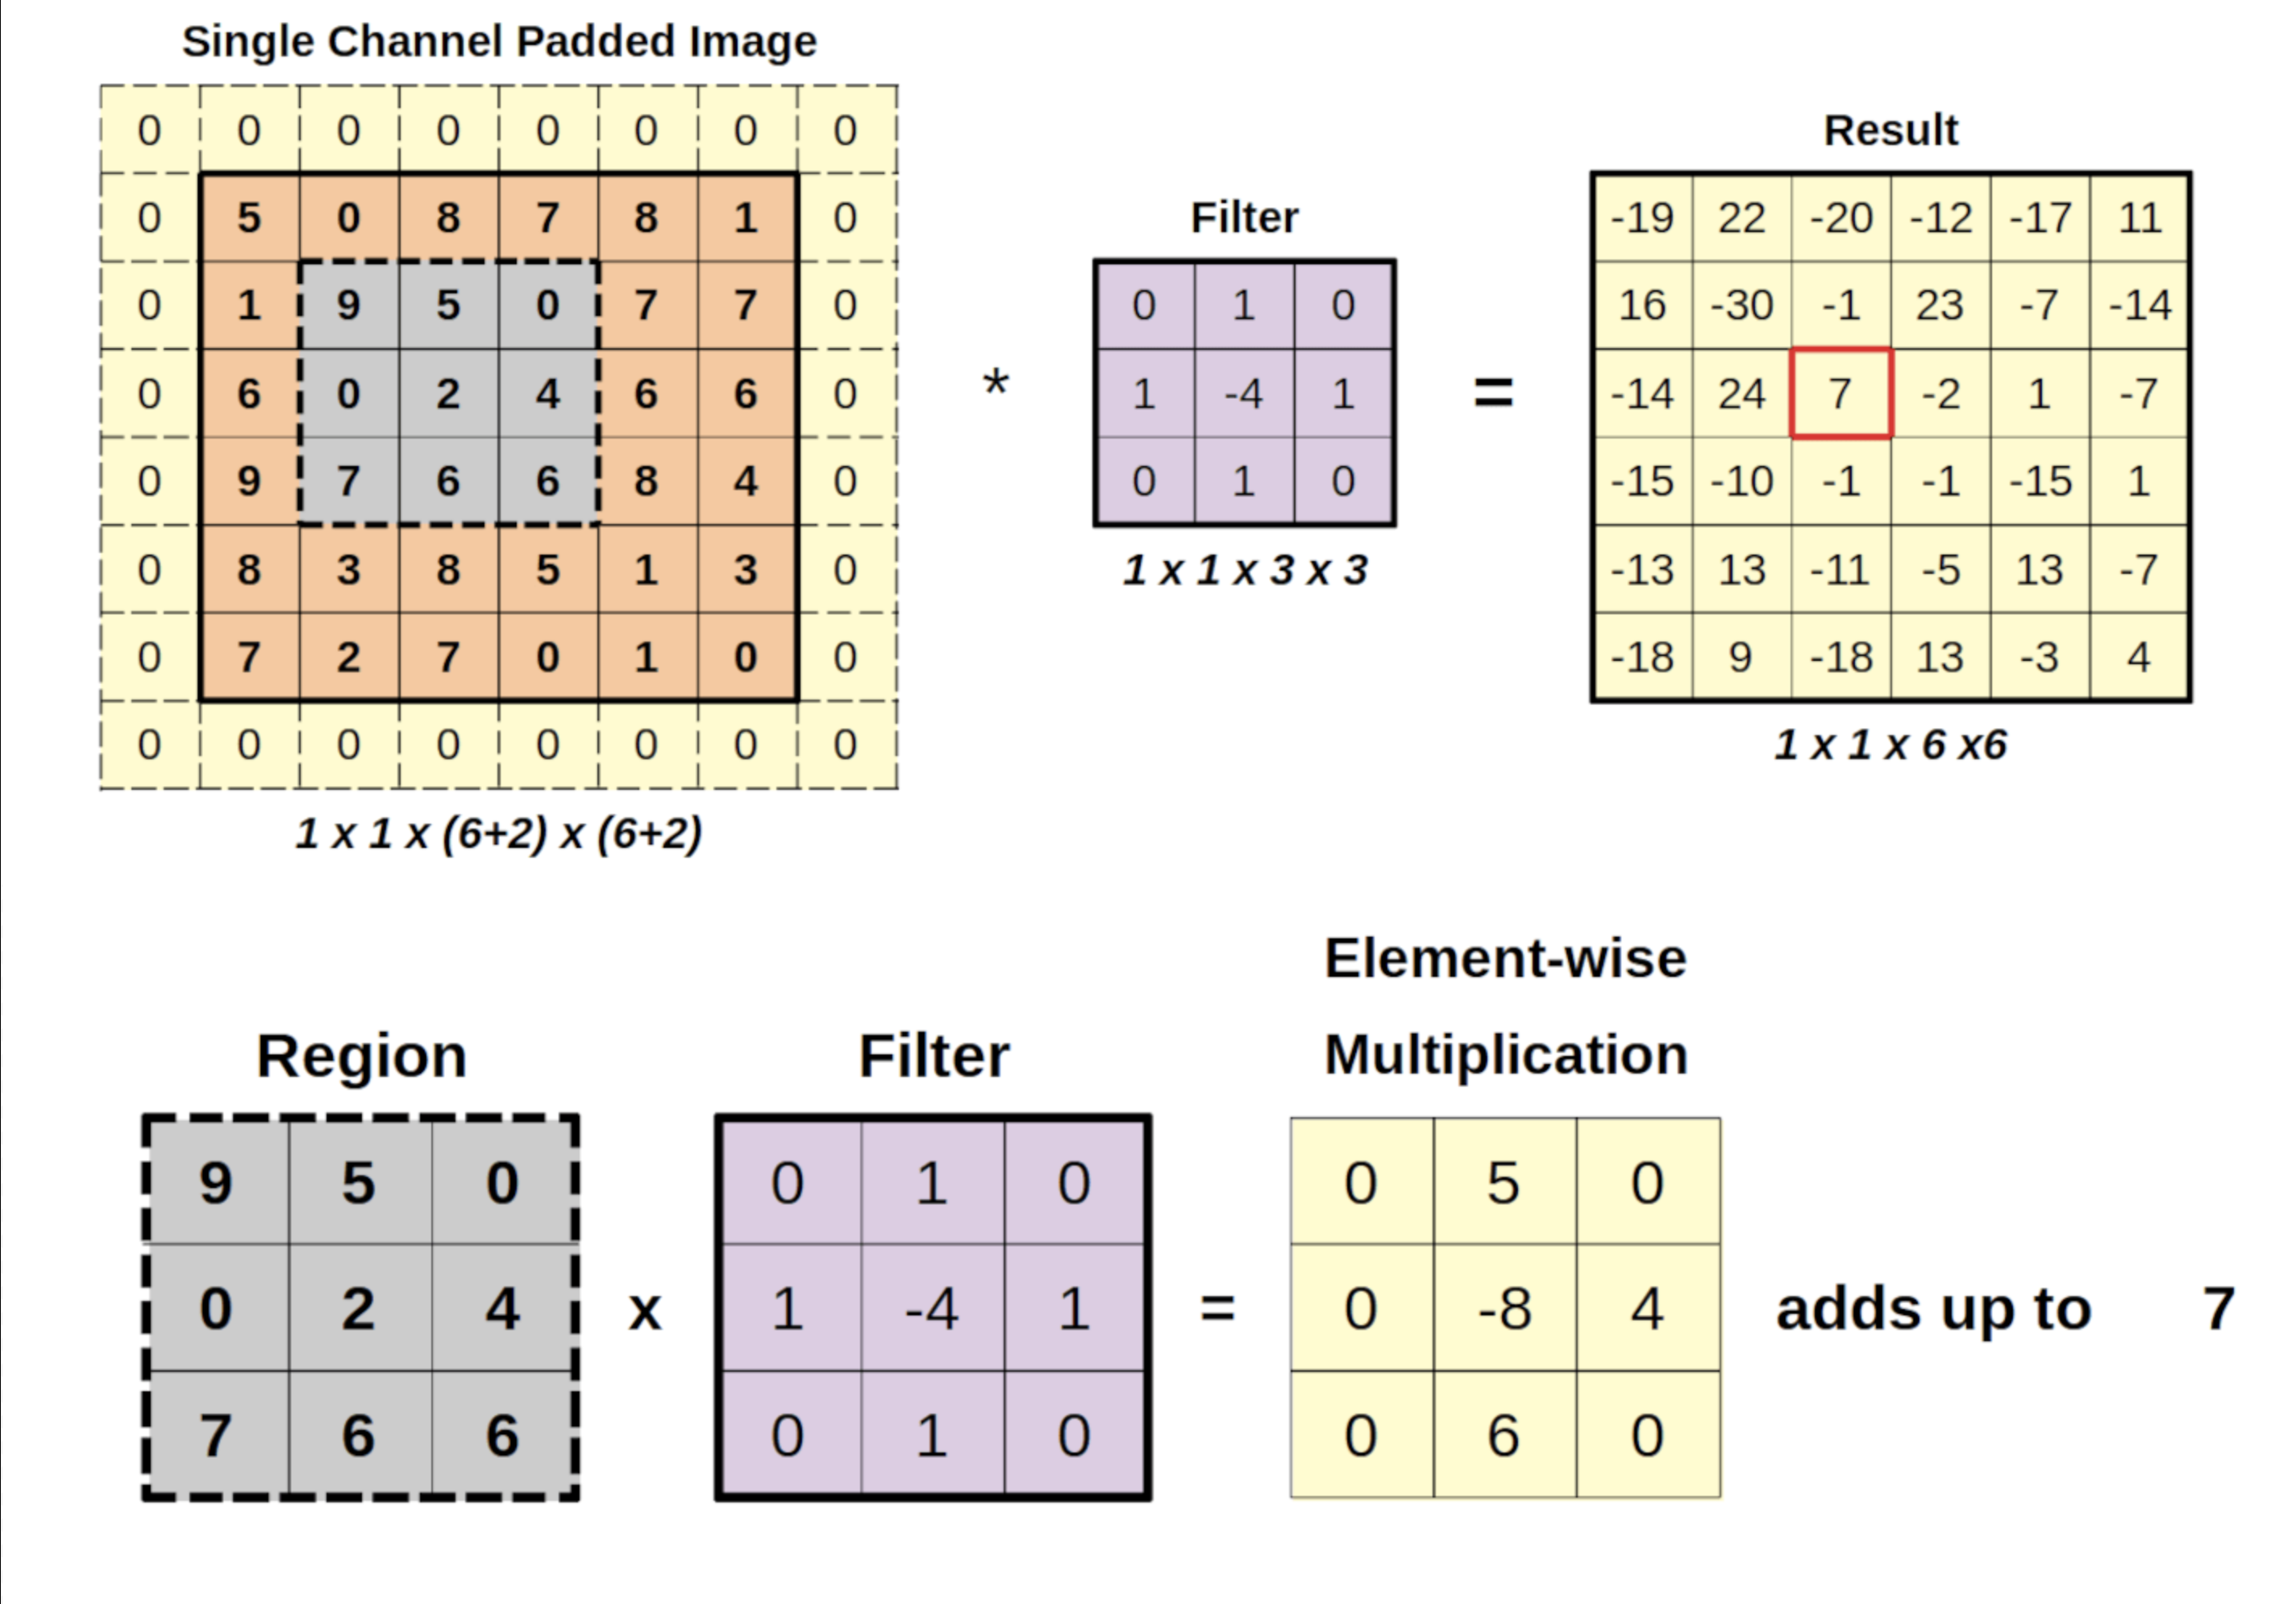 Single Channel Padded Image
0 0 0 0 0 0 0 0
0 5 0 8 7 8 1 0
0 1 9 5 0 7 7 0
0 6 0 2 4 6 6 0
0 9 7 6 6 8 4 0
0 8 3 8 5 1 3 0
0 7 2 7 0 1 0 0
0 0 0 0 0 0 0 0
1 x 1 x (6+2) x (6+2)
*
Filter
0 1 0
1 -4 1
0 1 0
1 x 1 x 3 x 3
=
Result
-19 22 -20 -12 -17 11
16 -30 -1 23 -7 -14
-14 24 7 -2 1 -7
-15 -10 -1 -1 -15 1
-13 13 -11 -5 13 -7
-18 9 -18 13 -3 4
1 x 1 x 6 x6
Region
9 5 0
0 2 4
7 6 6
x
Filter
0 1 0
1 -4 1
0 1 0
=
Element-wise
Multiplication
0 5 0
0 -8 4
0 6 0
adds up to 7